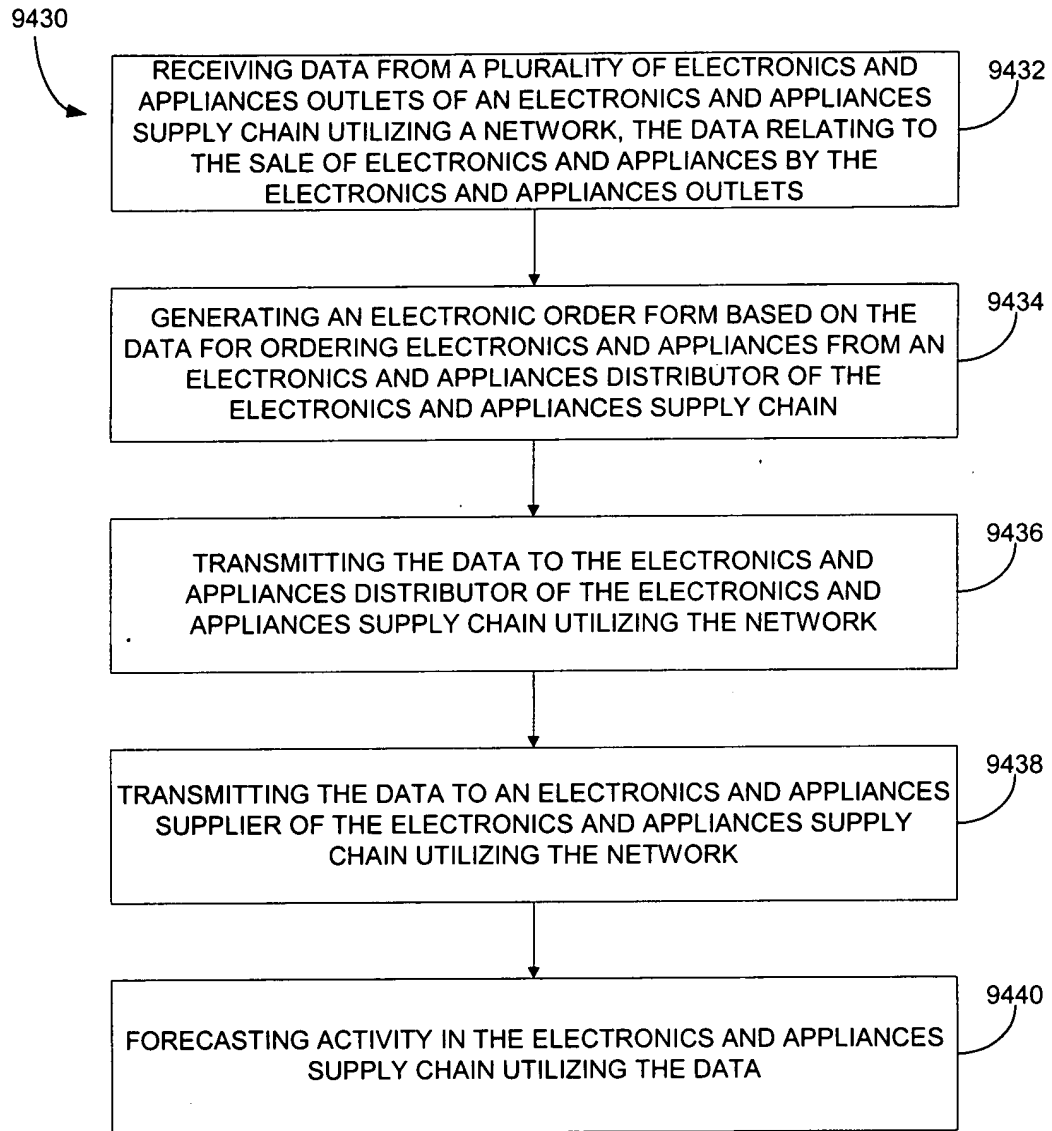 9430
RECEIVING DATA FROM A PLURALITY OF ELECTRONICS AND
APPLIANCES OUTLETS OF AN ELECTRONICS AND APPLIANCES
SUPPLY CHAIN UTILIZING A NETWORK, THE DATA RELATING TO
THE SALE OF ELECTRONICS AND APPLIANCES BY THE
ELECTRONICS AND APPLIANCES OUTLETS
9432
GENERATING AN ELECTRONIC ORDER FORM BASED ON THE
DATA FOR ORDERING ELECTRONICS AND APPLIANCES FROM AN
ELECTRONICS AND APPLIANCES DISTRIBUTOR OF THE
ELECTRONICS AND APPLIANCES SUPPLY CHAIN
9434
TRANSMITTING THE DATA TO THE ELECTRONICS AND
APPLIANCES DISTRIBUTOR OF THE ELECTRONICS AND
APPLIANCES SUPPLY CHAIN UTILIZING THE NETWORK
9436
TRANSMITTING THE DATA TO AN ELECTRONICS AND APPLIANCES
SUPPLIER OF THE ELECTRONICS AND APPLIANCES SUPPLY
CHAIN UTILIZING THE NETWORK
9438
FORECASTING ACTIVITY IN THE ELECTRONICS AND APPLIANCES
SUPPLY CHAIN UTILIZING THE DATA
9440